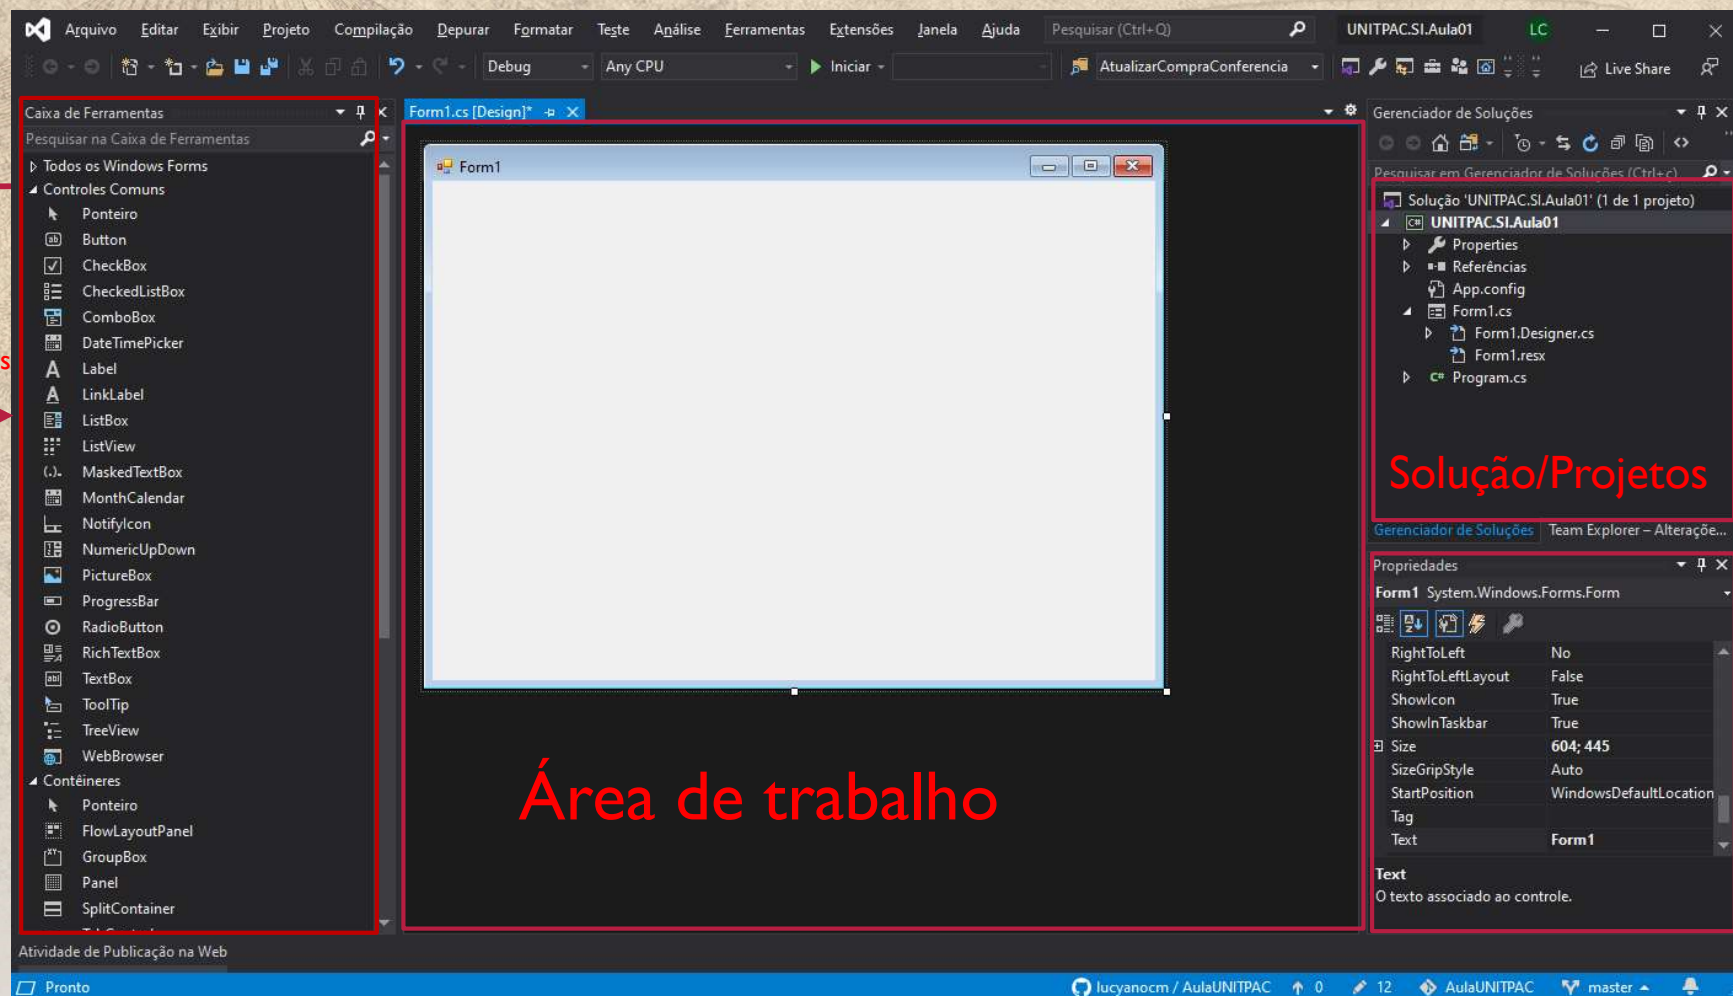 Arquivo Editar Exibir Projeto Compilação Depurar Formatar Teste Análise Ferramentas Extensões Janela Ajuda Pesquisar (Ctrl+Q) UNITPAC.SI.Aula01 LC
Debug Any CPU Iniciar AtualizarCompraConferencia Live Share
Caixa de Ferramentas
Pesquisar na Caixa de Ferramentas
Todos os Windows Forms
Controles Comuns
Ponteiro
Button
CheckBox
CheckedListBox
ComboBox
DateTimePicker
s
Label
LinkLabel
ListBox
ListView
MaskedTextBox
MonthCalendar
NotifyIcon
NumericUpDown
PictureBox
ProgressBar
RadioButton
RichTextBox
TextBox
ToolTip
TreeView
WebBrowser
Contêineres
Ponteiro
FlowLayoutPanel
GroupBox
Panel
SplitContainer
Form1.cs [Design]*
Form1
Área de trabalho
Gerenciador de Soluções
Pesquisar em Gerenciador de Soluções (Ctrl+ç)
Solução 'UNITPAC.SI.Aula01' (1 de 1 projeto)
UNITPAC.SI.Aula01
Properties
Referências
App.config
Form1.cs
Form1.Designer.cs
Form1.resx
Program.cs
Solução/Projetos
Gerenciador de Soluções Team Explorer – Alteraçõe...
Propriedades
Form1 System.Windows.Forms.Form
RightToLeft No
RightToLeftLayout False
ShowIcon True
ShowInTaskbar True
Size 604; 445
SizeGripStyle Auto
StartPosition WindowsDefaultLocation
Tag
Text Form1
Text
O texto associado ao controle.
Atividade de Publicação na Web
Pronto lucyanocm / AulaUNITPAC 0 12 AulaUNITPAC master